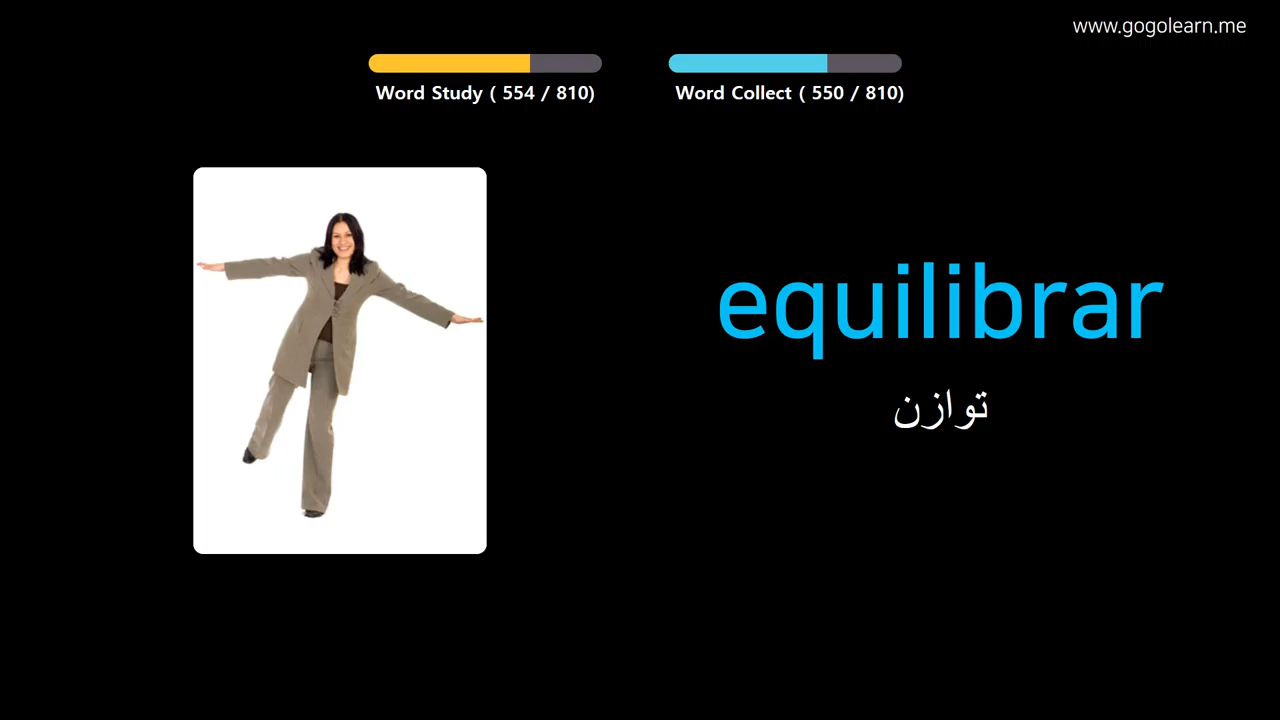 www.gogolearn.me
Word Study ( 554 / 810)
Word Collect ( 550 / 810)
equilibrar
توازن